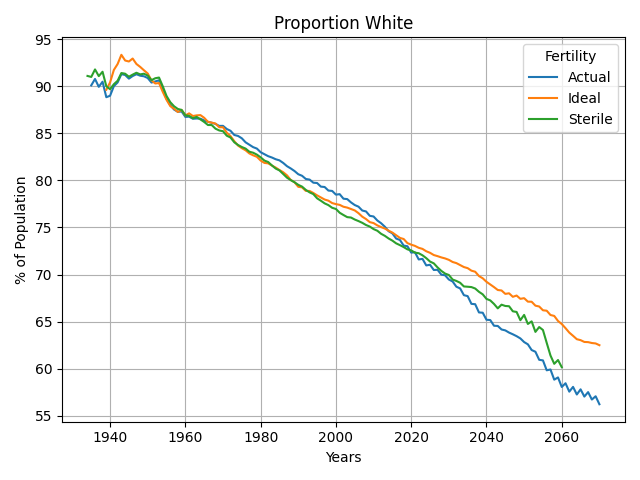 Proportion White
95
90
85
80
75
70
65
60
55
% of Population
1940
1960
1980
2000
2020
2040
2060
Years
Fertility
Actual
Ideal
Sterile